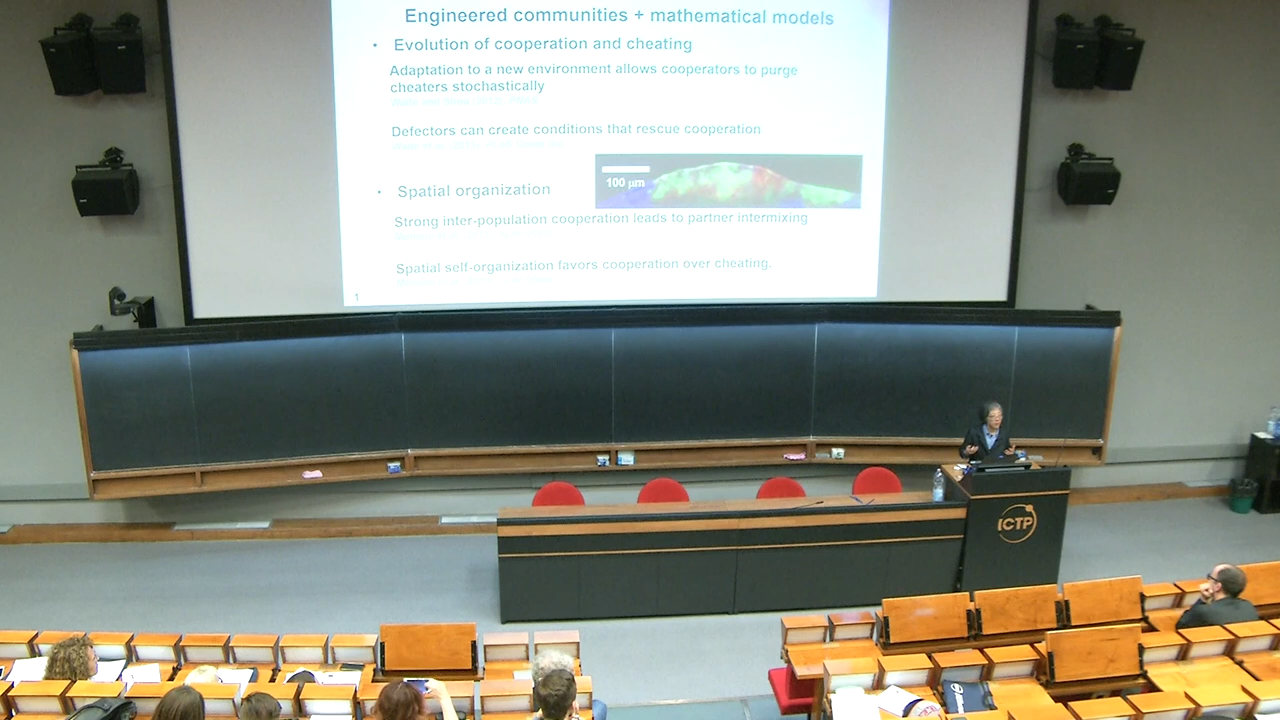 Engineered communities + mathematical models
• Evolution of cooperation and cheating
Adaptation to a new environment allows cooperators to purge
cheaters stochastically
Defectors can create conditions that rescue cooperation
100 µm
• Spatial organization
Strong inter-population cooperation leads to partner intermixing
Spatial self-organization favors cooperation over cheating.
1
ICTP